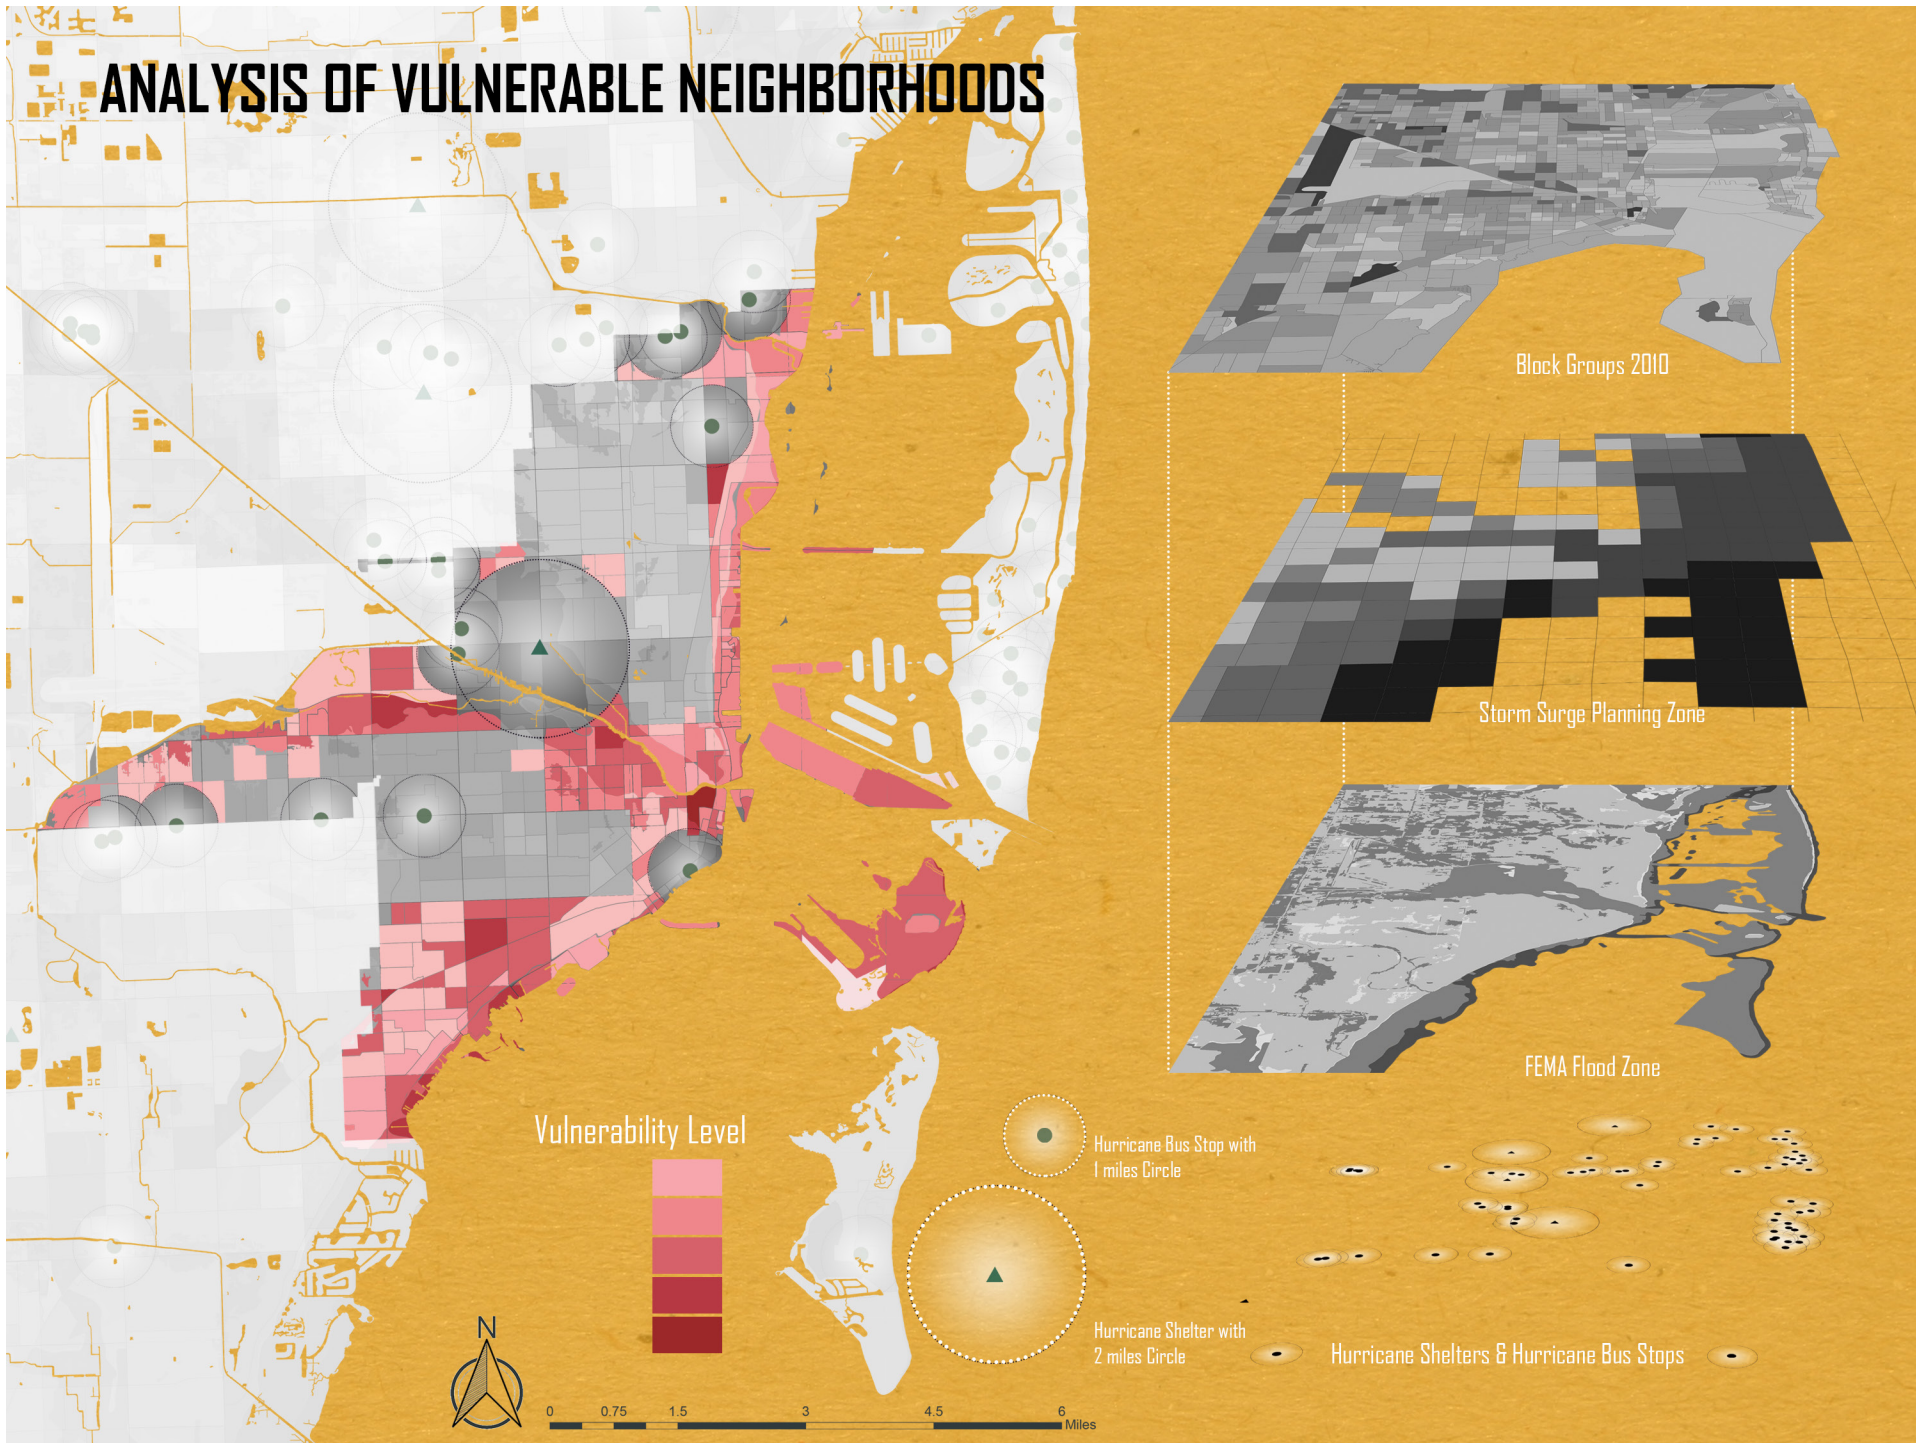 ANALYSIS OF VULNERABLE NEIGHBORHOODS
Block Groups 2010
Storm Surge Planning Zone
FEMA Flood Zone
Vulnerability Level
Hurricane Bus Stop with
1 miles Circle
Hurricane Shelter with
2 miles Circle
Hurricane Shelters & Hurricane Bus Stops
N
0 0.75 1.5 3 4.5 6
Miles